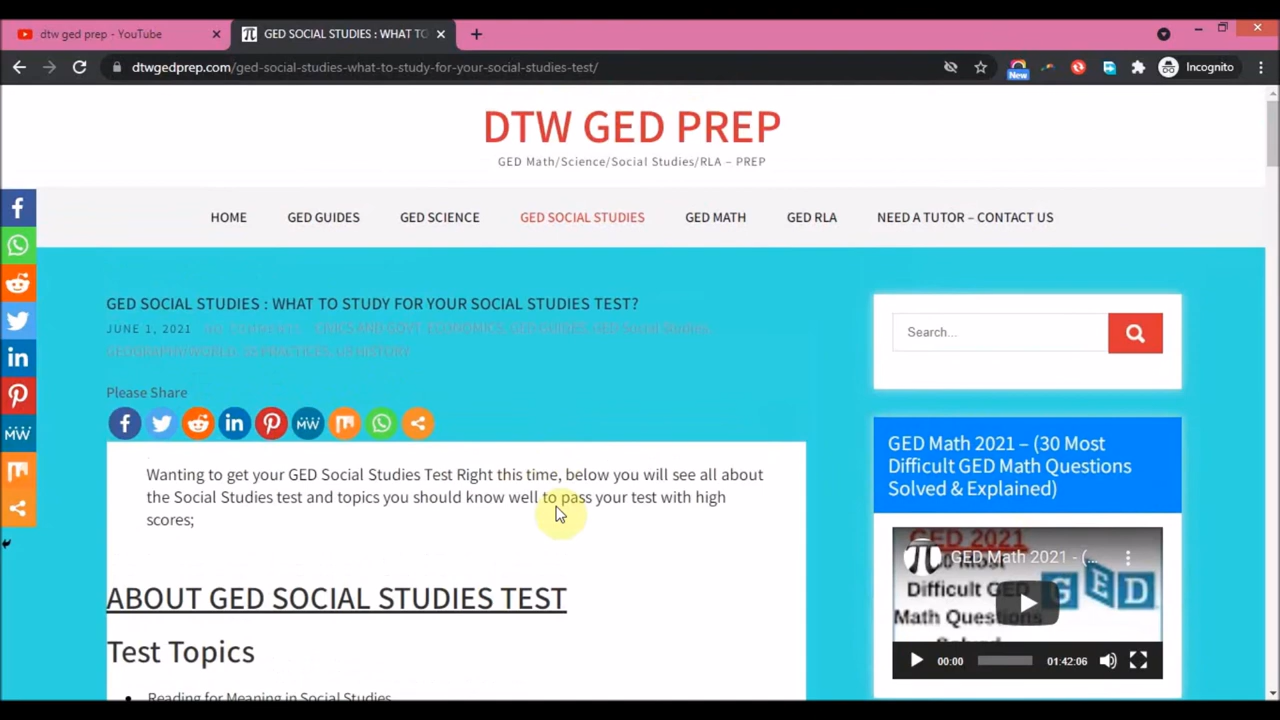 dtw ged prep - YouTube
GED SOCIAL STUDIES : WHAT TO
dtwgedprep.com/ged-social-studies-what-to-study-for-your-social-studies-test/
New
Incognito
DTW GED PREP
GED Math/Science/Social Studies/RLA – PREP
HOME GED GUIDES GED SCIENCE GED SOCIAL STUDIES GED MATH GED RLA NEED A TUTOR – CONTACT US
GED SOCIAL STUDIES : WHAT TO STUDY FOR YOUR SOCIAL STUDIES TEST?
JUNE 1, 2021
Please Share
Wanting to get your GED Social Studies Test Right this time, below you will see all about
the Social Studies test and topics you should know well to pass your test with high
scores;
ABOUT GED SOCIAL STUDIES TEST
Test Topics
Reading for Meaning in Social Studies
Search...
GED Math 2021 – (30 Most
Difficult GED Math Questions
Solved & Explained)
GED 2021
GED Math 2021 - (...
Difficult GED
Math Questions
GED
00:00 01:42:06